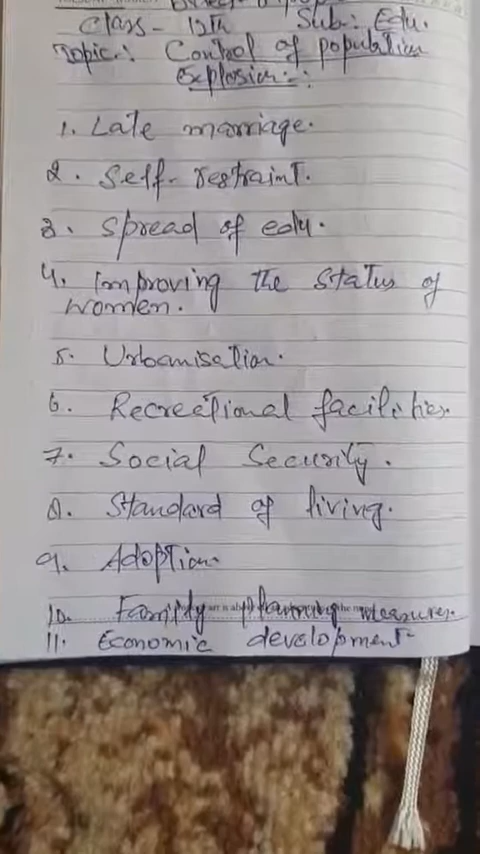 Class - 12th Sub: Edu.
Topic: Control of population
Explosion:-
1. Late marriage.
2. Self-restraint.
3. Spread of edu.
4. Improving the status of
women.
5. Urbanisation.
6. Recreational facilities.
7. Social Security.
8. Standard of living.
9. Adoption
10. Family planning measures.
11. Economic development